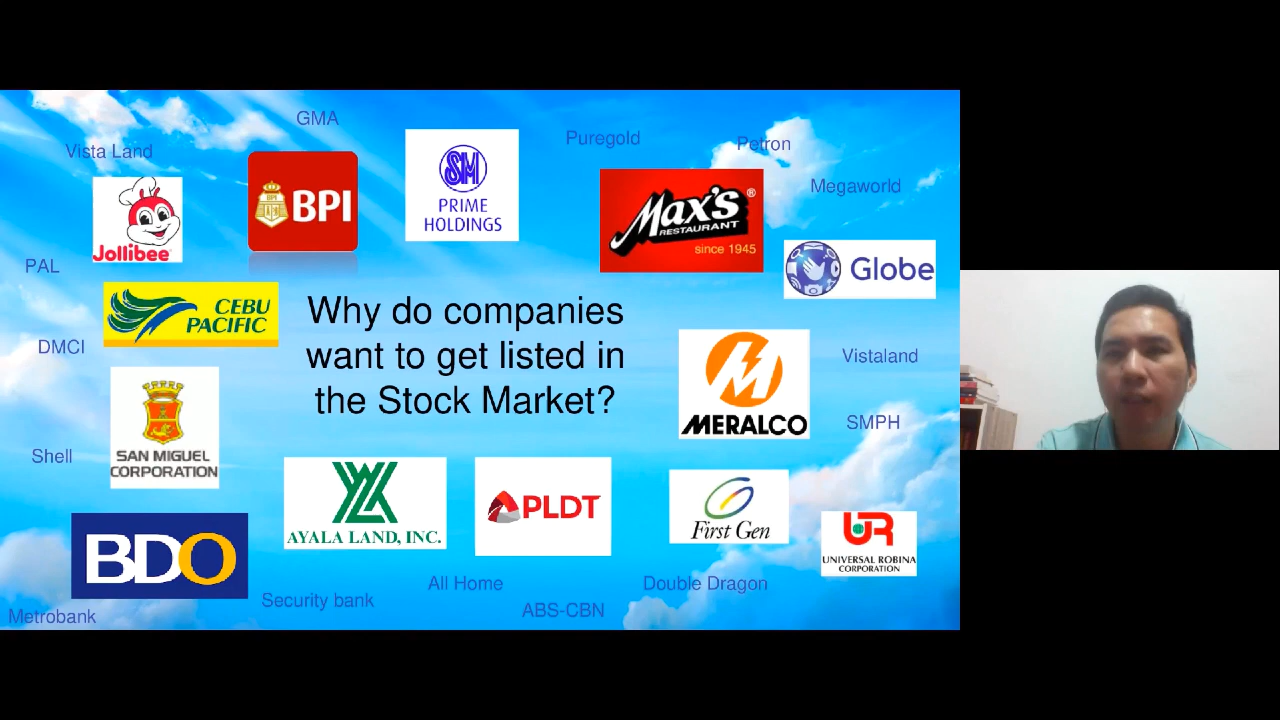 GMA
Puregold
Petron
Vista Land
Megaworld
Jollibee
BPI
SM
PRIME
HOLDINGS
MAX'S®
RESTAURANT
since 1945
Globe
PAL
CEBU
PACIFIC
Why do companies
want to get listed in
the Stock Market?
DMCI
MERALCO
Vistaland
SMPH
SAN MIGUEL
CORPORATION
Shell
AYALA LAND, INC.
PLDT
First Gen
UR
UNIVERSAL ROBINA
CORPORATION
BDO
All Home
Double Dragon
Security bank
ABS-CBN
Metrobank